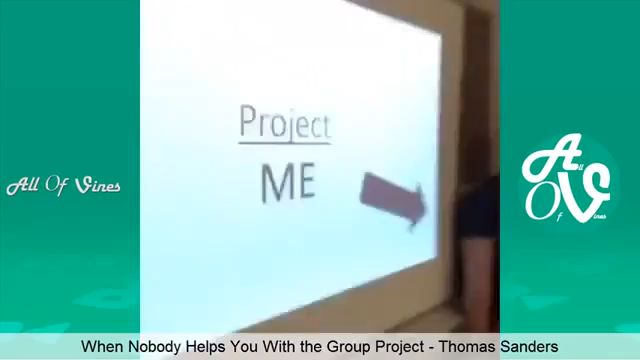 Project
ME
All Of Vines
All
Of
Vines
When Nobody Helps You With the Group Project - Thomas Sanders